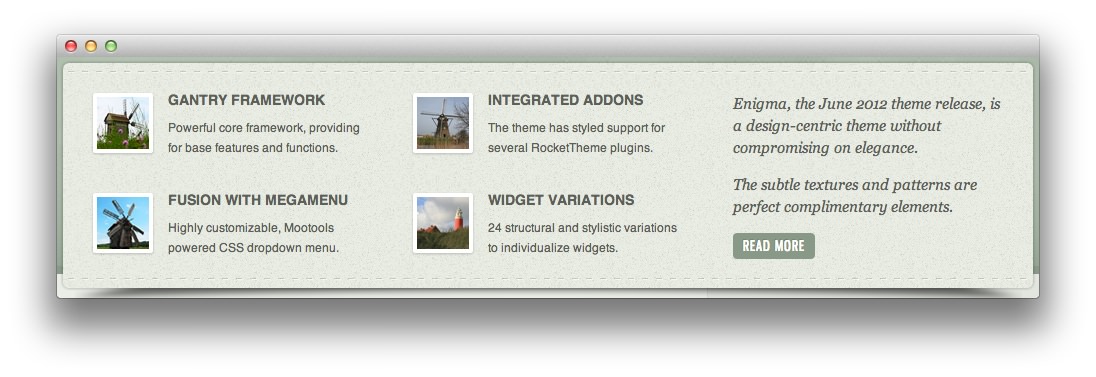 GANTRY FRAMEWORK
Powerful core framework, providing
for base features and functions.
INTEGRATED ADDONS
The theme has styled support for
several RocketTheme plugins.
FUSION WITH MEGAMENU
Highly customizable, Mootools
powered CSS dropdown menu.
WIDGET VARIATIONS
24 structural and stylistic variations
to individualize widgets.
Enigma, the June 2012 theme release, is
a design-centric theme without
compromising on elegance.
The subtle textures and patterns are
perfect complimentary elements.
READ MORE